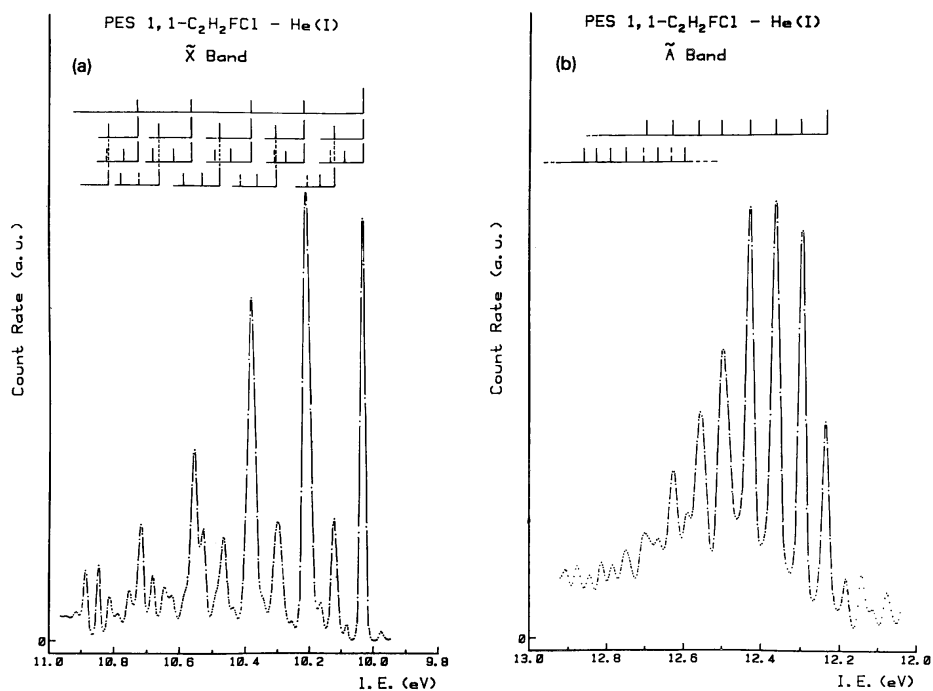 PES 1,1-C₂H₂FCl - He(I)
X̃ Band
(a)
Count Rate (a.u.)
0
11.0 10.8 10.6 10.4 10.2 10.0 9.8
I.E. (eV)
PES 1,1-C₂H₂FCl - He(I)
Ã Band
(b)
Count Rate (a.u.)
0
13.0 12.8 12.6 12.4 12.2 12.0
I.E. (eV)